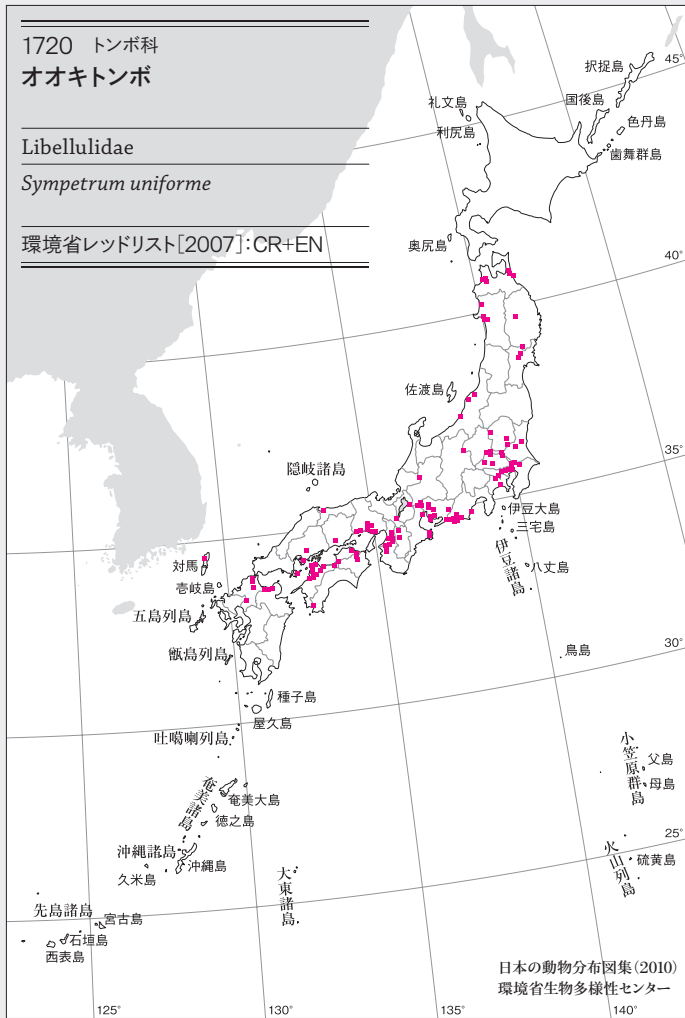 1720 トンボ科
オオキトンボ
Libellulidae
Sympetrum uniforme
環境省レッドリスト[2007]:CR+EN
45°
択捉島
国後島
礼文島
色丹島
利尻島
歯舞群島
奥尻島
40°
佐渡島
35°
隠岐諸島
伊豆大島
三宅島
伊豆諸島
八丈島
対馬
壱岐島
五島列島
甑島列島
鳥島
30°
種子島
屋久島
吐噶喇列島
小笠原群島
父島
母島
奄美諸島
奄美大島
徳之島
25°
沖縄諸島
沖縄島
久米島
火山列島
硫黄島
大東諸島
先島諸島
宮古島
石垣島
西表島
日本の動物分布図集(2010)
環境省生物多様性センター
125°
130°
135°
140°